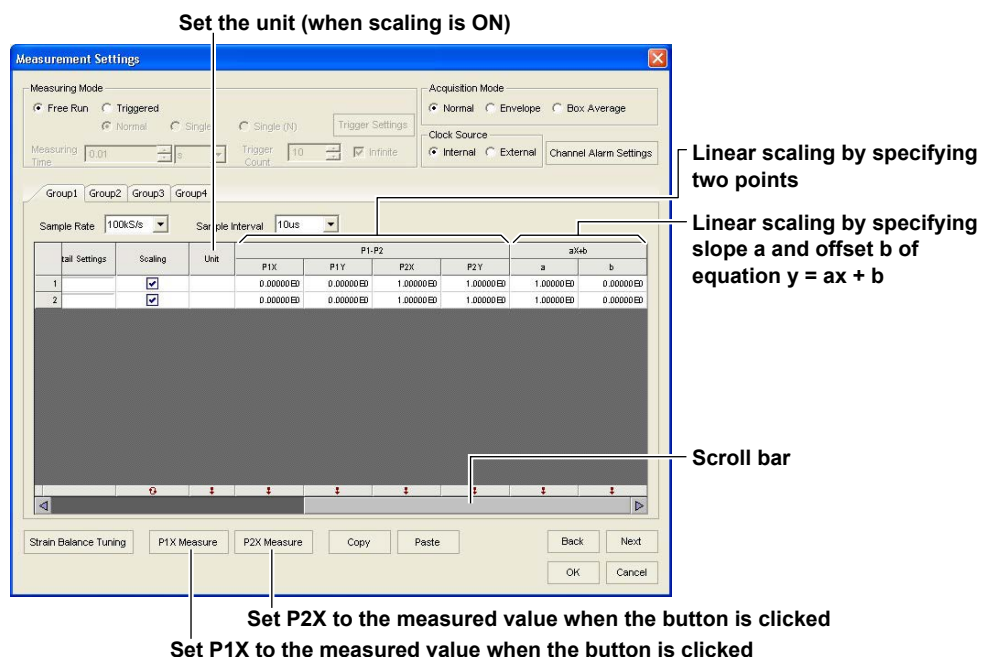 Set the unit (when scaling is ON)
Measurement Settings
Measuring Mode
Free Run Triggered
Normal Single Single (N) Trigger Settings
Measuring Time 0.01 s Trigger Count 10 Infinite
Acquisition Mode
Normal Envelope Box Average
Clock Source
Internal External Channel Alarm Settings
Linear scaling by specifying
two points
Group1 Group2 Group3 Group4
Sample Rate 100kS/s Sample Interval 10us
Linear scaling by specifying
slope a and offset b of
equation y = ax + b
tail Settings Scaling Unit P1-P2 aX+b
P1X P1Y P2X P2Y a b
1 0.00000E0 0.00000E0 1.00000E0 1.00000E0 1.00000E0 0.00000E0
2 0.00000E0 0.00000E0 1.00000E0 1.00000E0 1.00000E0 0.00000E0
Scroll bar
Strain Balance Tuning P1X Measure P2X Measure Copy Paste Back Next
OK Cancel
Set P2X to the measured value when the button is clicked
Set P1X to the measured value when the button is clicked